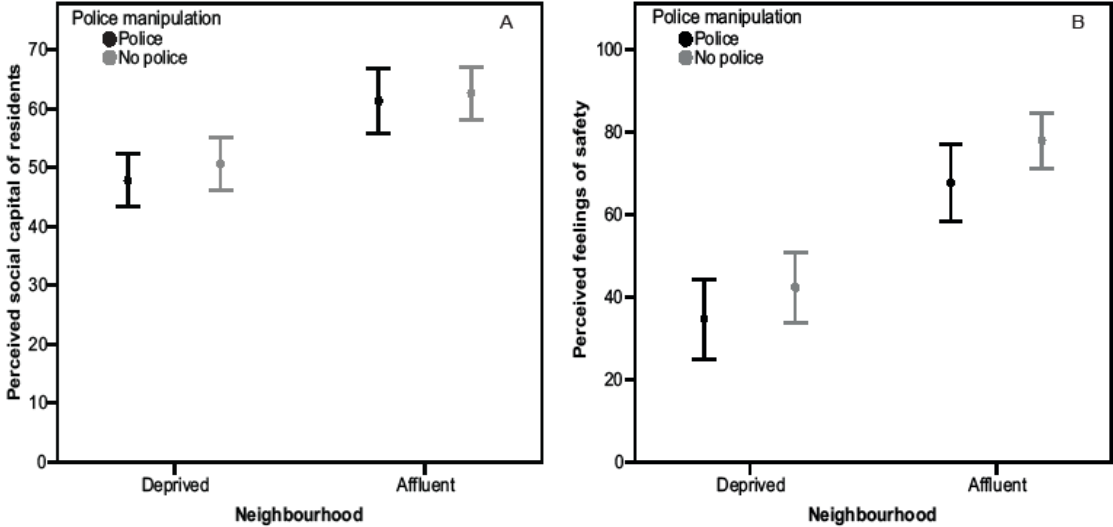 Police manipulation
Police
No police
A
Perceived social capital of residents
70
60
50
40
30
20
10
0
Deprived
Affluent
Neighbourhood
Police manipulation
Police
No police
B
Perceived feelings of safety
100
80
60
40
20
0
Deprived
Affluent
Neighbourhood